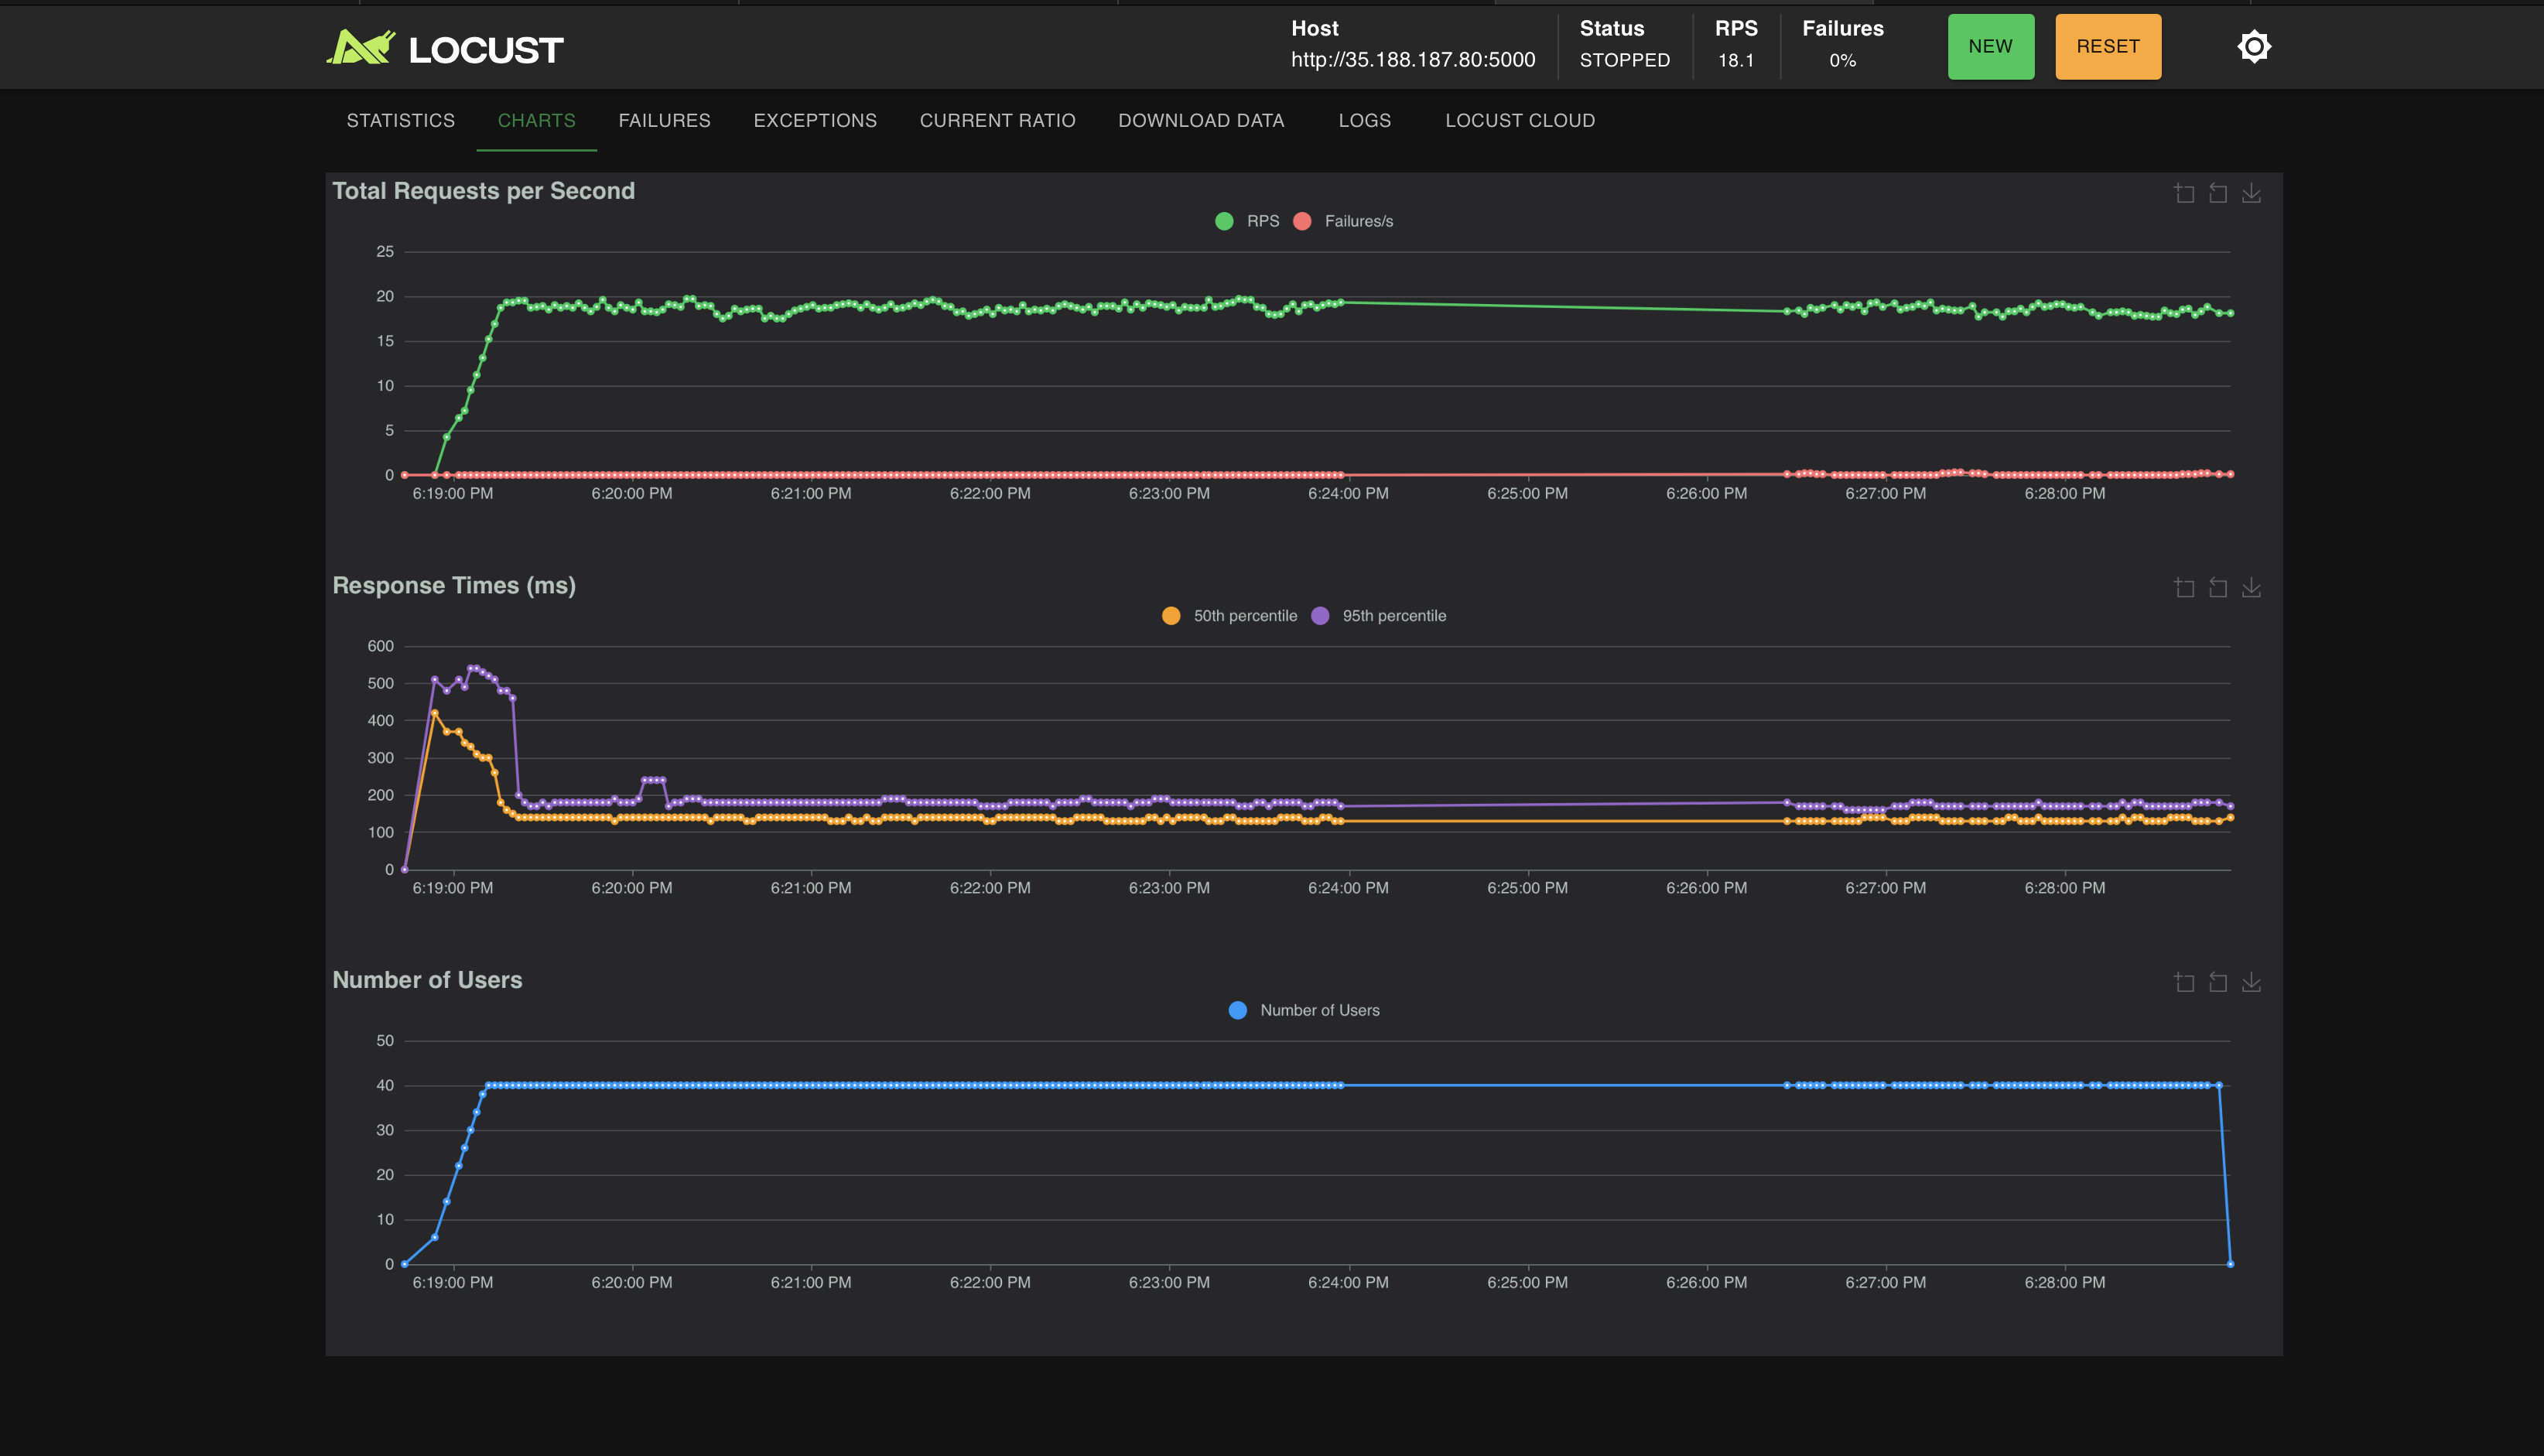 LOCUST
Host
http://35.188.187.80:5000
Status
STOPPED
RPS
18.1
Failures
0%
NEW
RESET
STATISTICS
CHARTS
FAILURES
EXCEPTIONS
CURRENT RATIO
DOWNLOAD DATA
LOGS
LOCUST CLOUD
Total Requests per Second
RPS
Failures/s
25
20
15
10
5
0
6:19:00 PM
6:20:00 PM
6:21:00 PM
6:22:00 PM
6:23:00 PM
6:24:00 PM
6:25:00 PM
6:26:00 PM
6:27:00 PM
6:28:00 PM
Response Times (ms)
50th percentile
95th percentile
600
500
400
300
200
100
0
6:19:00 PM
6:20:00 PM
6:21:00 PM
6:22:00 PM
6:23:00 PM
6:24:00 PM
6:25:00 PM
6:26:00 PM
6:27:00 PM
6:28:00 PM
Number of Users
Number of Users
50
40
30
20
10
0
6:19:00 PM
6:20:00 PM
6:21:00 PM
6:22:00 PM
6:23:00 PM
6:24:00 PM
6:25:00 PM
6:26:00 PM
6:27:00 PM
6:28:00 PM